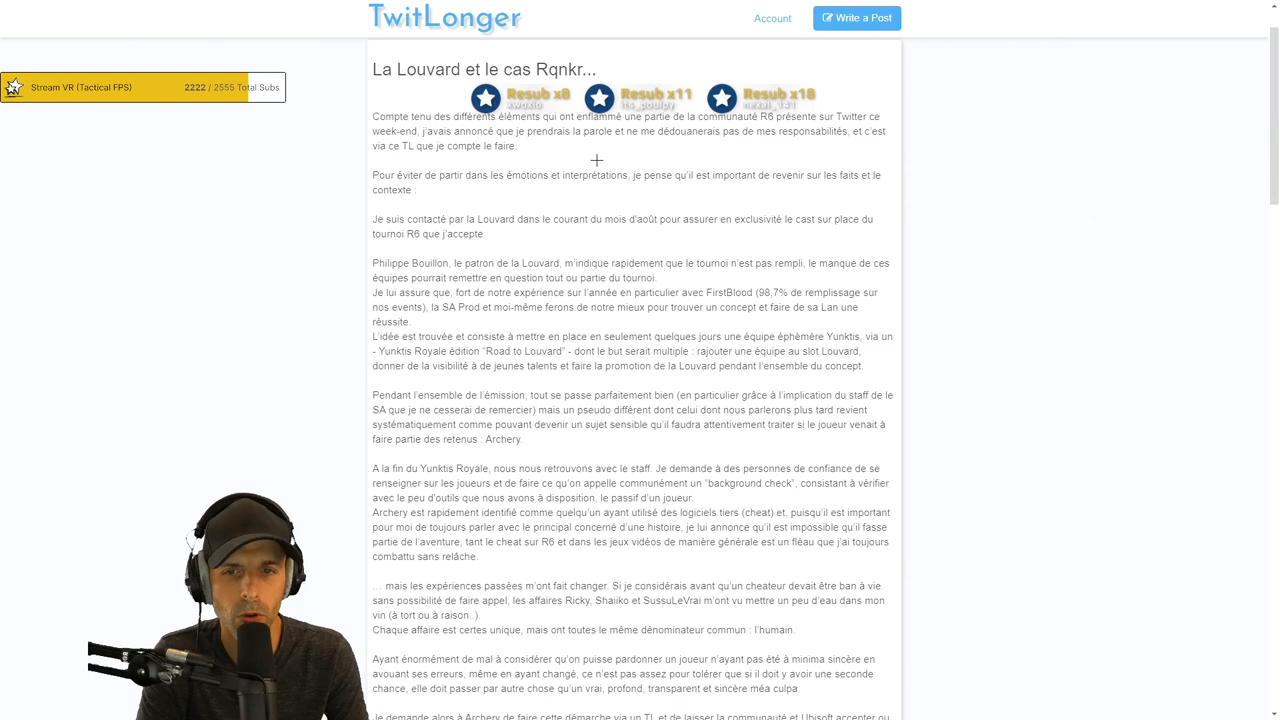 TwitLonger
Account
Write a Post
La Louvard et le cas Rqnkr...
Stream VR (Tactical FPS)
2222 / 2555 Total Subs
Resub x8
xwaxio
Resub x11
its_poulpy
Resub x18
nexal_141
Compte tenu des différents éléments qui ont enflammé une partie de la communauté R6 présente sur Twitter ce
week-end, j'avais annoncé que je prendrais la parole et ne me dédouanerais pas de mes responsabilités, et c'est
via ce TL que je compte le faire.
Pour éviter de partir dans les émotions et interprétations, je pense qu'il est important de revenir sur les faits et le
contexte :
Je suis contacté par la Louvard dans le courant du mois d'août pour assurer en exclusivité le cast sur place du
tournoi R6 que j'accepte.
Philippe Bouillon, le patron de la Louvard, m'indique rapidement que le tournoi n'est pas rempli, le manque de ces
équipes pourrait remettre en question tout ou partie du tournoi.
Je lui assure que, fort de notre expérience sur l'année en particulier avec FirstBlood (98,7% de remplissage sur
nos events), la SA Prod et moi-même ferons de notre mieux pour trouver un concept et faire de sa Lan une
réussite.
L'idée est trouvée et consiste à mettre en place en seulement quelques jours une équipe éphèmère Yunktis, via un
- Yunktis Royale édition "Road to Louvard" - dont le but serait multiple : rajouter une équipe au slot Louvard,
donner de la visibilité à de jeunes talents et faire la promotion de la Louvard pendant l'ensemble du concept.
Pendant l'ensemble de l'émission, tout se passe parfaitement bien (en particulier grâce à l'implication du staff de le
SA que je ne cesserai de remercier) mais un pseudo différent dont celui dont nous parlerons plus tard revient
systématiquement comme pouvant devenir un sujet sensible qu'il faudra attentivement traiter si le joueur venait à
faire partie des retenus : Archery.
A la fin du Yunktis Royale, nous nous retrouvons avec le staff. Je demande à des personnes de confiance de se
renseigner sur les joueurs et de faire ce qu'on appelle communément un "background check", consistant à vérifier
avec le peu d'outils que nous avons à disposition, le passif d'un joueur.
Archery est rapidement identifié comme quelqu'un ayant utilisé des logiciels tiers (cheat) et, puisqu'il est important
pour moi de toujours parler avec le principal concerné d'une histoire, je lui annonce qu'il est impossible qu'il fasse
partie de l'aventure, tant le cheat sur R6 et dans les jeux vidéos de manière générale est un fléau que j'ai toujours
combattu sans relâche.
... mais les expériences passées m'ont fait changer. Si je considérais avant qu'un cheateur devait être ban à vie
sans possibilité de faire appel, les affaires Ricky, Shaiiko et SussuLeVrai m'ont vu mettre un peu d'eau dans mon
vin (à tort ou à raison..).
Chaque affaire est certes unique, mais ont toutes le même dénominateur commun : l'humain.
Ayant énormément de mal à considérer qu'on puisse pardonner un joueur n'ayant pas été à minima sincère en
avouant ses erreurs, même en ayant changé, ce n'est pas assez pour tolérer que si il doit y avoir une seconde
chance, elle doit passer par autre chose qu'un vrai, profond, transparent et sincère méa culpa.
Je demande alors à Archery de faire cette démarche via un TL et de laisser la communauté et Ubisoft accepter ou